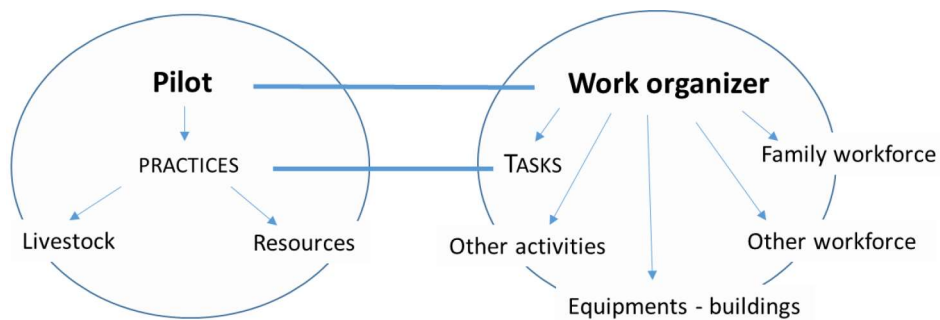 Pilot
PRACTICES
Livestock
Resources
Work organizer
TASKS
Family workforce
Other activities
Other workforce
Equipments - buildings